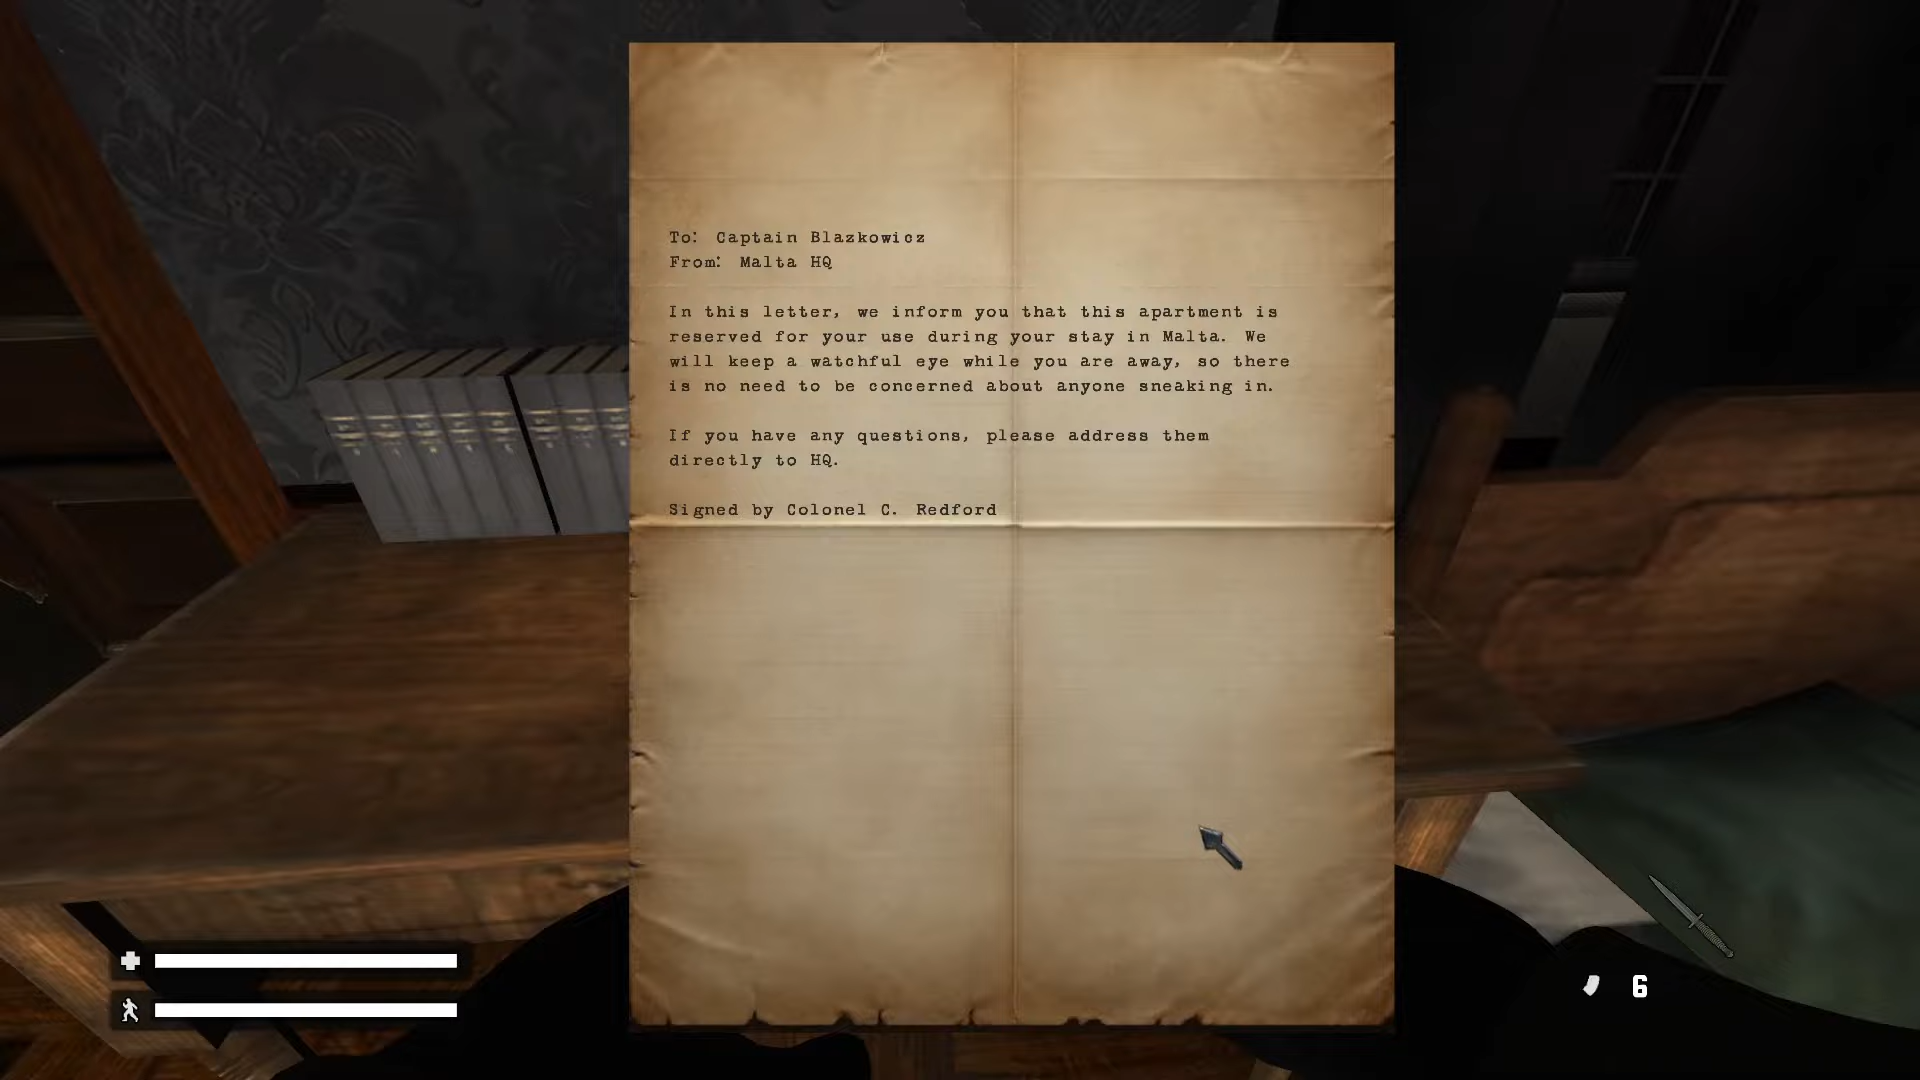 To: Captain Blazkowicz
From: Malta HQ
In this letter, we inform you that this apartment is
reserved for your use during your stay in Malta. We
will keep a watchful eye while you are away, so there
is no need to be concerned about anyone sneaking in.
If you have any questions, please address them
directly to HQ.
Signed by Colonel C. Redford
6